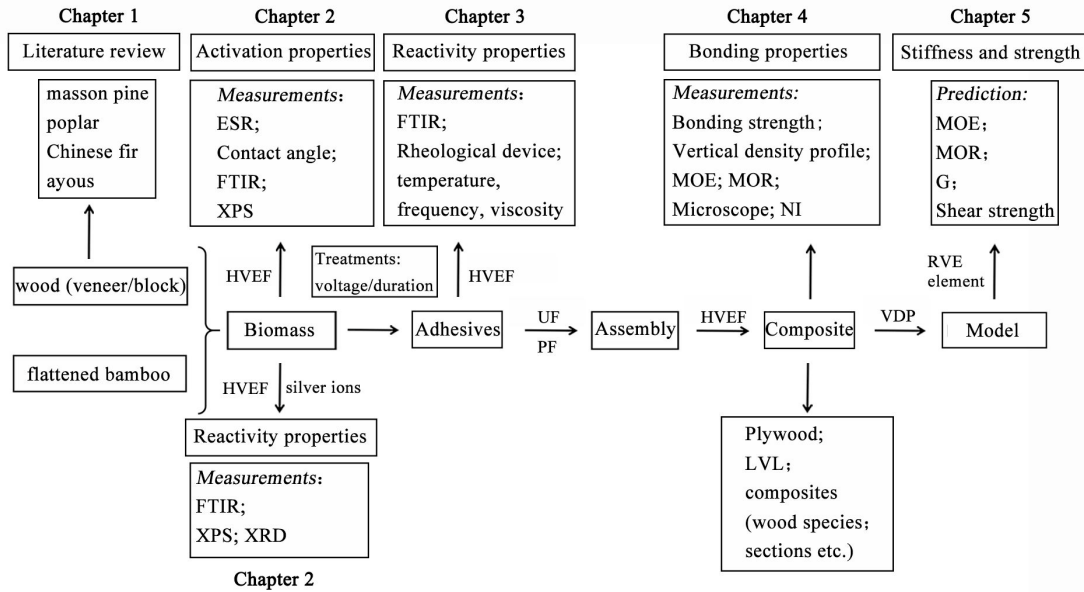 Chapter 1
Literature review
masson pine
poplar
Chinese fir
ayous
wood (veneer/block)
flattened bamboo
Chapter 2
Activation properties
Measurements:
ESR;
Contact angle;
FTIR;
XPS
HVEF
Biomass
HVEF
silver ions
Reactivity properties
Measurements:
FTIR;
XPS; XRD
Chapter 2
Chapter 3
Reactivity properties
Measurements:
FTIR;
Rheological device;
temperature,
frequency, viscosity
Treatments:
voltage/duration
HVEF
Adhesives
UF
PF
Assembly
HVEF
Chapter 4
Bonding properties
Measurements:
Bonding strength;
Vertical density profile;
MOE; MOR;
Microscope; NI
Composite
Plywood;
LVL;
composites
(wood species;
sections etc.)
VDP
Chapter 5
Stiffness and strength
Prediction:
MOE;
MOR;
G;
Shear strength
RVE
element
Model